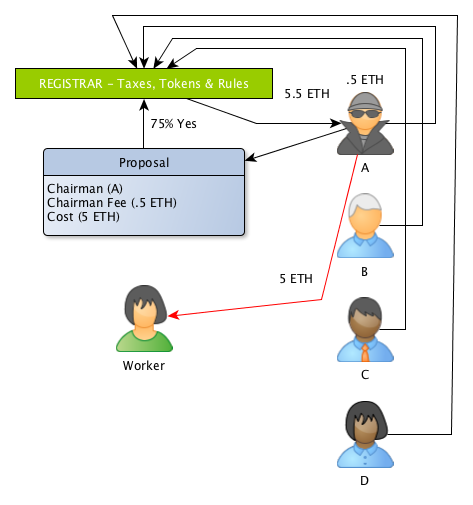 REGISTRAR – Taxes, Tokens & Rules
.5 ETH
5.5 ETH
75% Yes
Proposal
Chairman (A)
Chairman Fee (.5 ETH)
Cost (5 ETH)
A
B
5 ETH
Worker
C
D